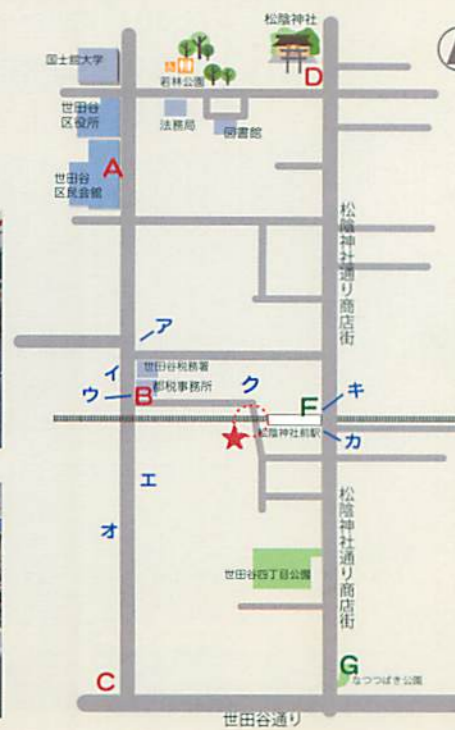 松陰神社
国士舘大学
若林公園
D
世田谷
区役所
法務局
図書館
A
世田谷
区民会館
松陰神社通り商店街
ア
イ
世田谷税務署
ウ
B
都税事務所
ク
F
キ
松陰神社前駅
カ
エ
松陰神社通り商店街
オ
世田谷四丁目公園
G
なつつばき公園
C
世田谷通り